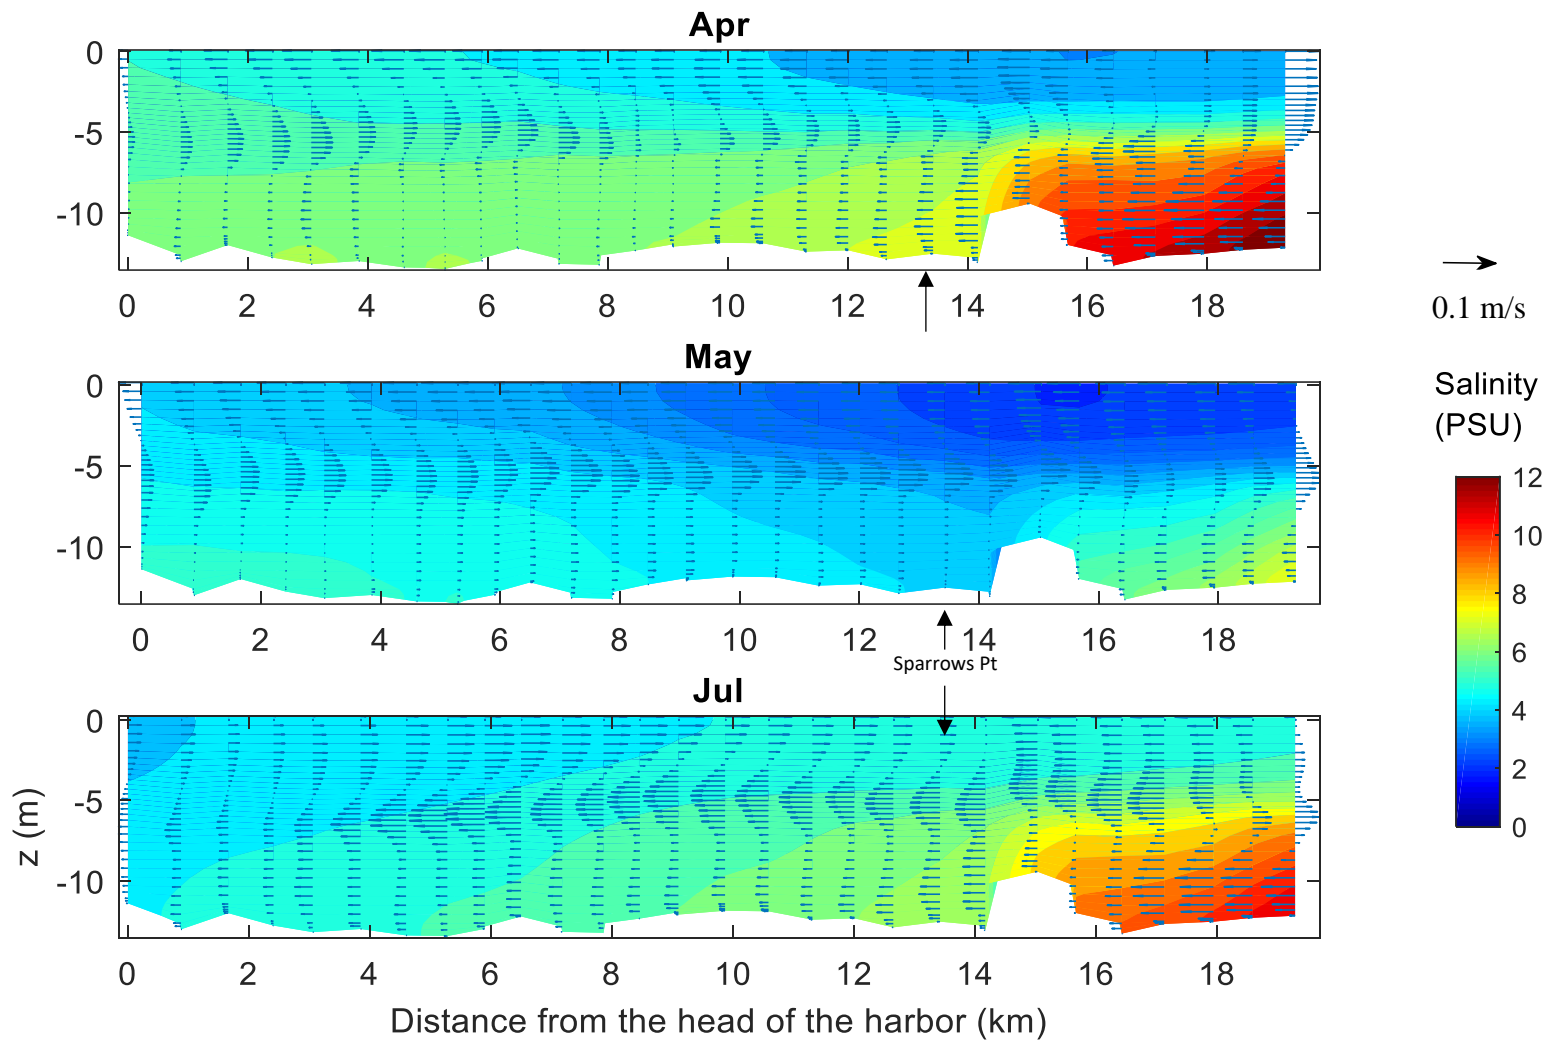 Apr
0
-5
-10
0 2 4 6 8 10 12 14 16 18
0.1 m/s
May
0
-5
-10
0 2 4 6 8 10 12 14 16 18
Sparrows Pt
Salinity
(PSU)
12
10
8
6
4
2
0
Jul
0
-5
-10
z (m)
0 2 4 6 8 10 12 14 16 18
Distance from the head of the harbor (km)